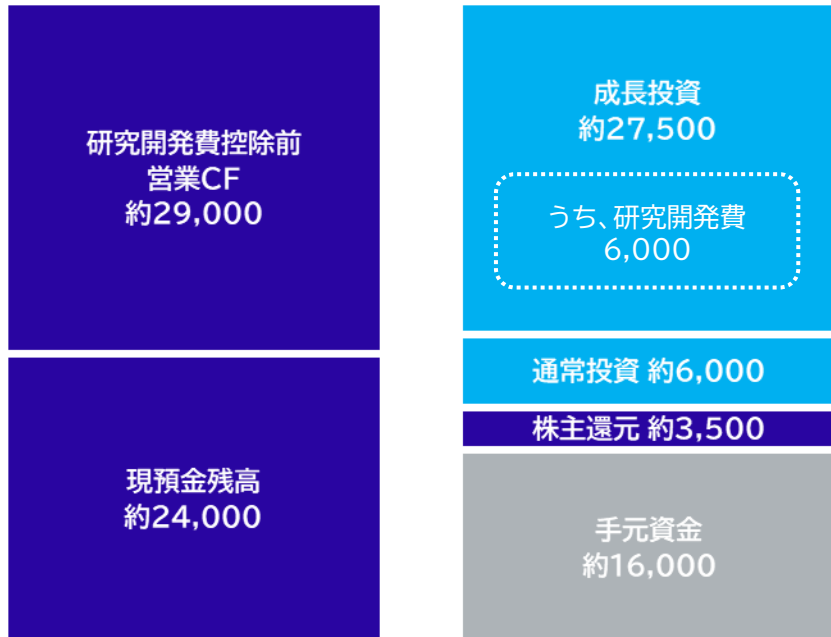 研究開発費控除前
営業CF
約29,000
現預金残高
約24,000
成長投資
約27,500
うち、研究開発費
6,000
通常投資 約6,000
株主還元 約3,500
手元資金
約16,000